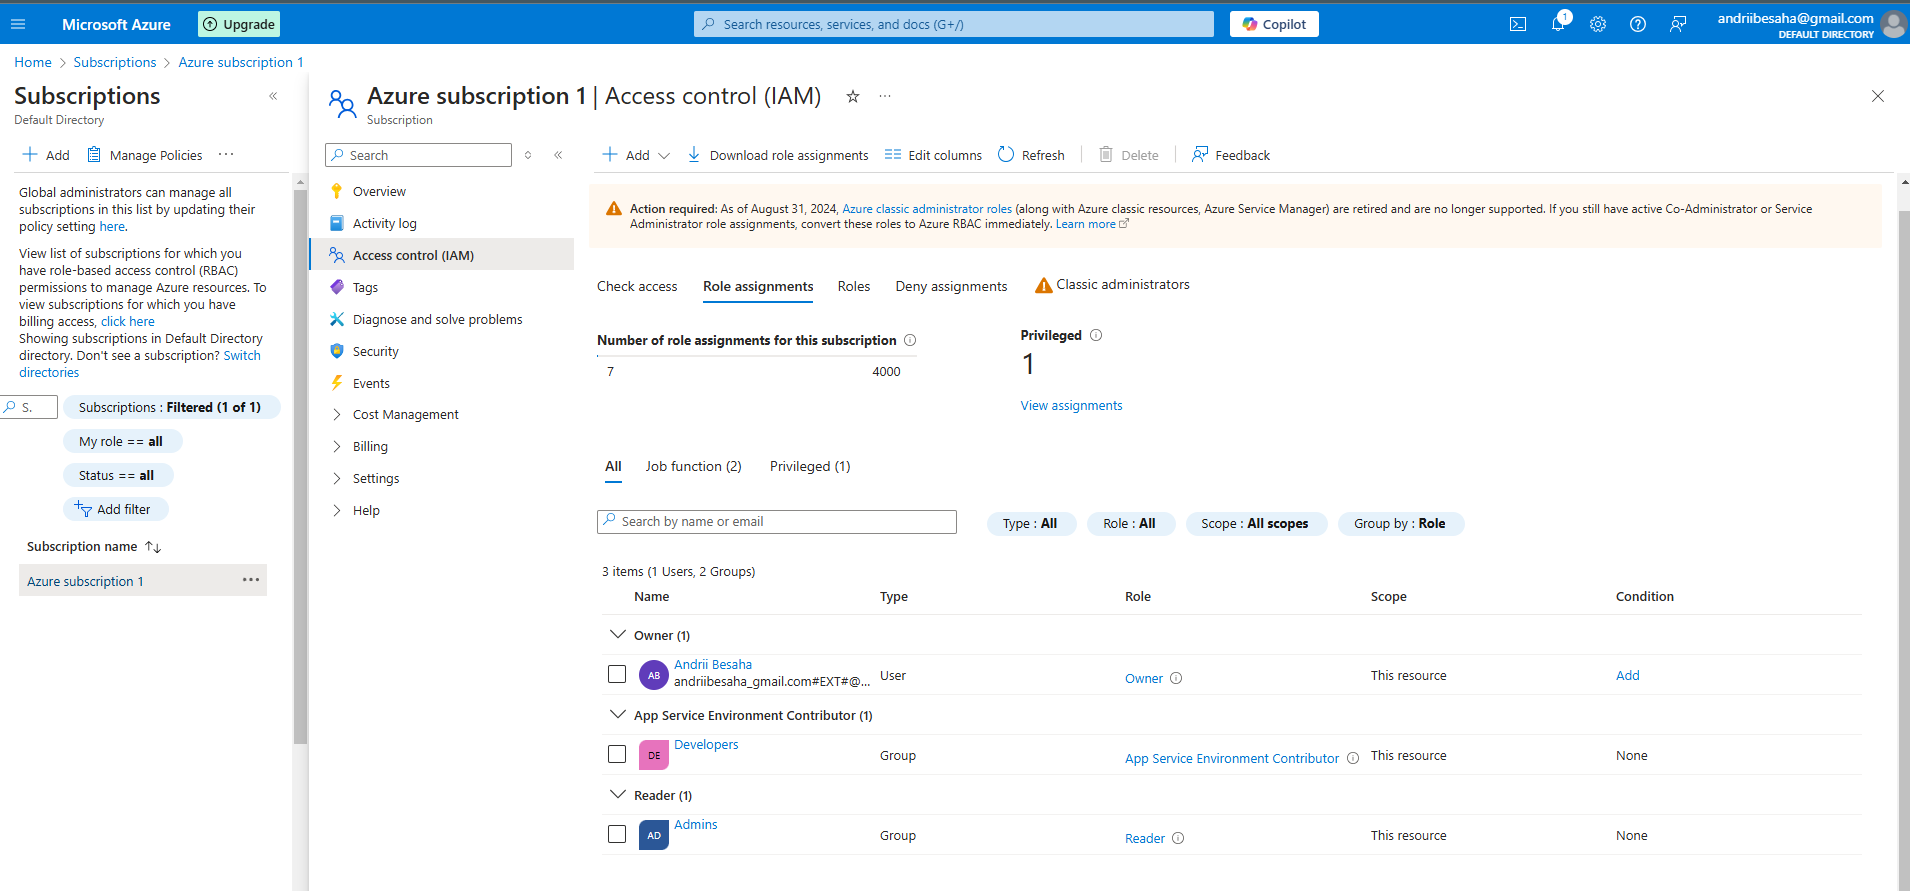 Microsoft Azure
Upgrade
Search resources, services, and docs (G+/)
Copilot
1
andriibesaha@gmail.com
DEFAULT DIRECTORY
Home > Subscriptions > Azure subscription 1
Subscriptions
Default Directory
Add
Manage Policies
Global administrators can manage all
subscriptions in this list by updating their
policy setting here.
View list of subscriptions for which you
have role-based access control (RBAC)
permissions to manage Azure resources. To
view subscriptions for which you have
billing access, click here
Showing subscriptions in Default Directory
directory. Don't see a subscription? Switch
directories
S.
Subscriptions : Filtered (1 of 1)
My role == all
Status == all
Add filter
Subscription name
Azure subscription 1
Azure subscription 1 | Access control (IAM)
Subscription
Search
Overview
Activity log
Access control (IAM)
Tags
Diagnose and solve problems
Security
Events
Cost Management
Billing
Settings
Help
Add
Download role assignments
Edit columns
Refresh
Delete
Feedback
Action required: As of August 31, 2024, Azure classic administrator roles (along with Azure classic resources, Azure Service Manager) are retired and are no longer supported. If you still have active Co-Administrator or Service
Administrator role assignments, convert these roles to Azure RBAC immediately. Learn more
Check access
Role assignments
Roles
Deny assignments
Classic administrators
Number of role assignments for this subscription
7
4000
Privileged
1
View assignments
All
Job function (2)
Privileged (1)
Search by name or email
Type : All
Role : All
Scope : All scopes
Group by : Role
3 items (1 Users, 2 Groups)
Name Type Role Scope Condition
Owner (1)
AB
Andrii Besaha
andriibesaha_gmail.com#EXT#@...
User
Owner
This resource
Add
App Service Environment Contributor (1)
DE
Developers
Group
App Service Environment Contributor
This resource
None
Reader (1)
AD
Admins
Group
Reader
This resource
None